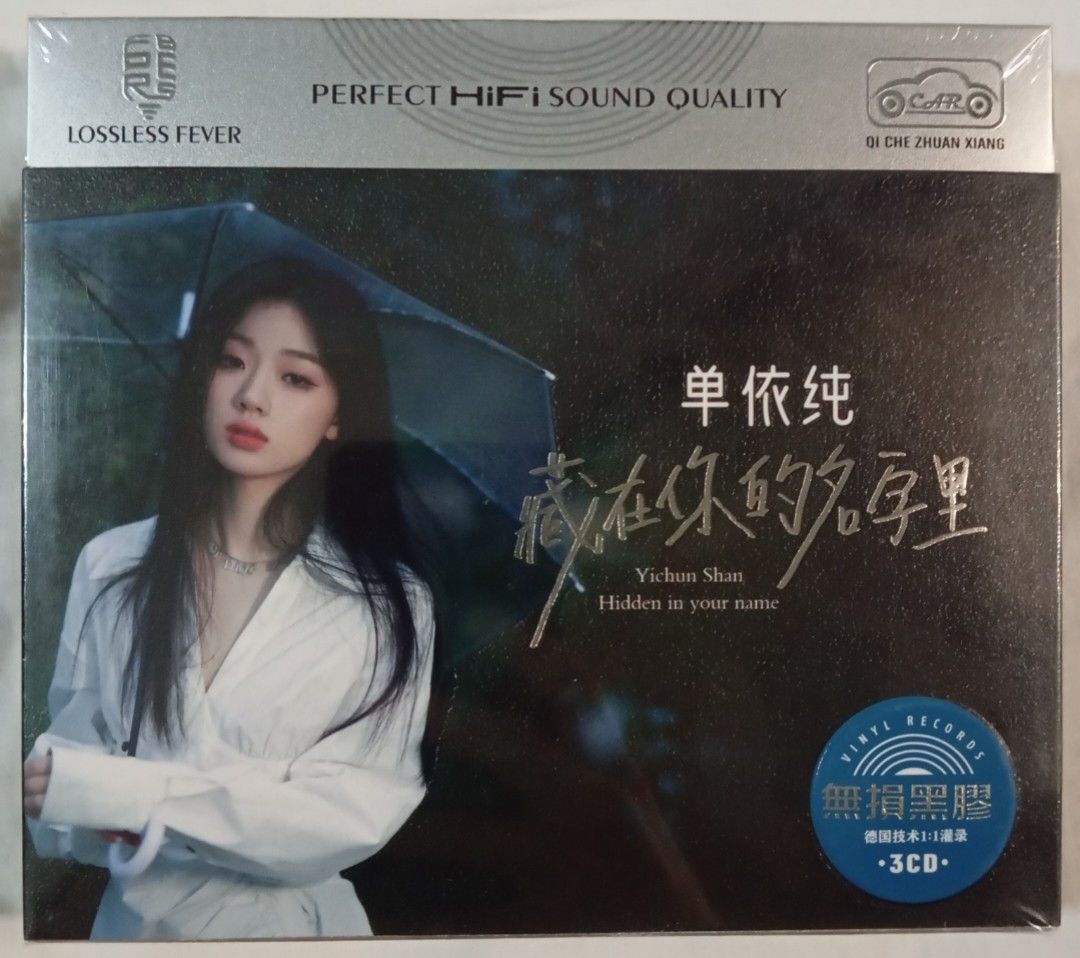 LOSSLESS FEVER
PERFECT HiFi SOUND QUALITY
CAR
QI CHE ZHUAN XIANG
单依纯
藏在你的名字里
Yichun Shan
Hidden in your name
VINYL RECORDS
無損黑膠
德国技术1:1灌录
·3CD·